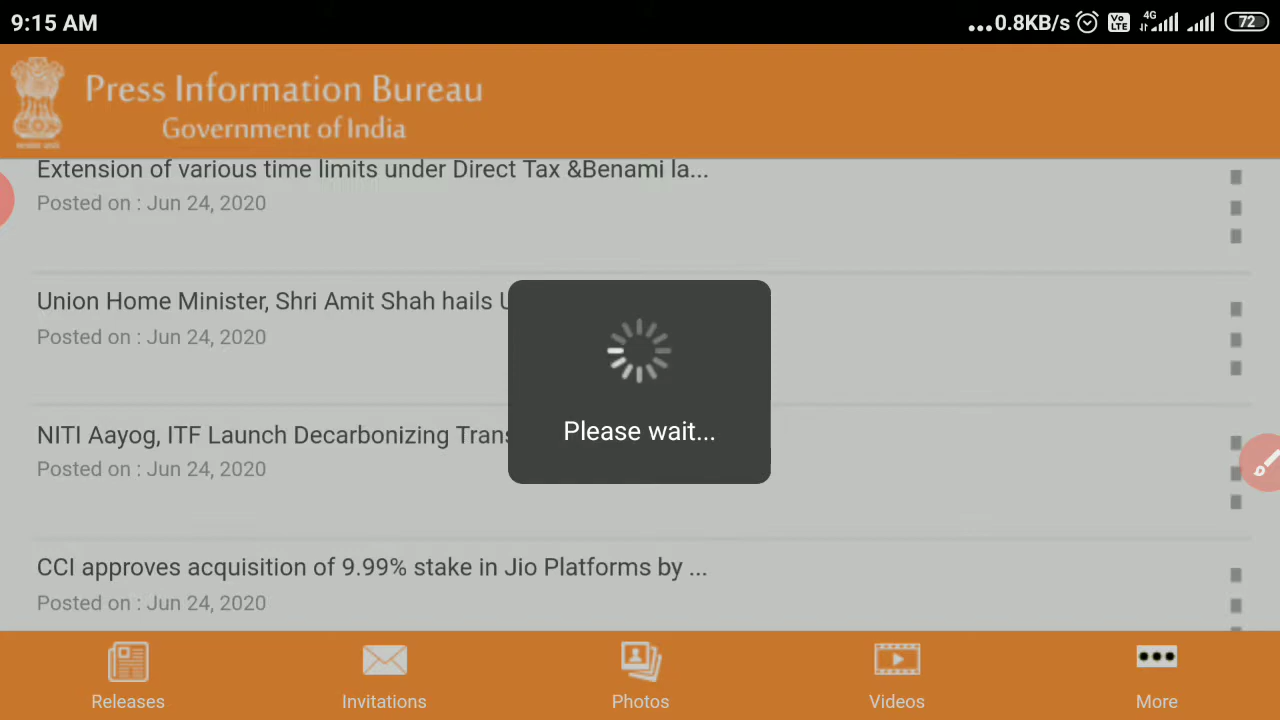 9:15 AM
...0.8KB/s Vo LTE 4G 72
Press Information Bureau
Government of India
Extension of various time limits under Direct Tax &Benami la...
Posted on : Jun 24, 2020
Union Home Minister, Shri Amit Shah hails
Posted on : Jun 24, 2020
NITI Aayog, ITF Launch Decarbonizing
Posted on : Jun 24, 2020
Please wait...
CCI approves acquisition of 9.99% stake in Jio Platforms by ...
Posted on : Jun 24, 2020
Releases
Invitations
Photos
Videos
More